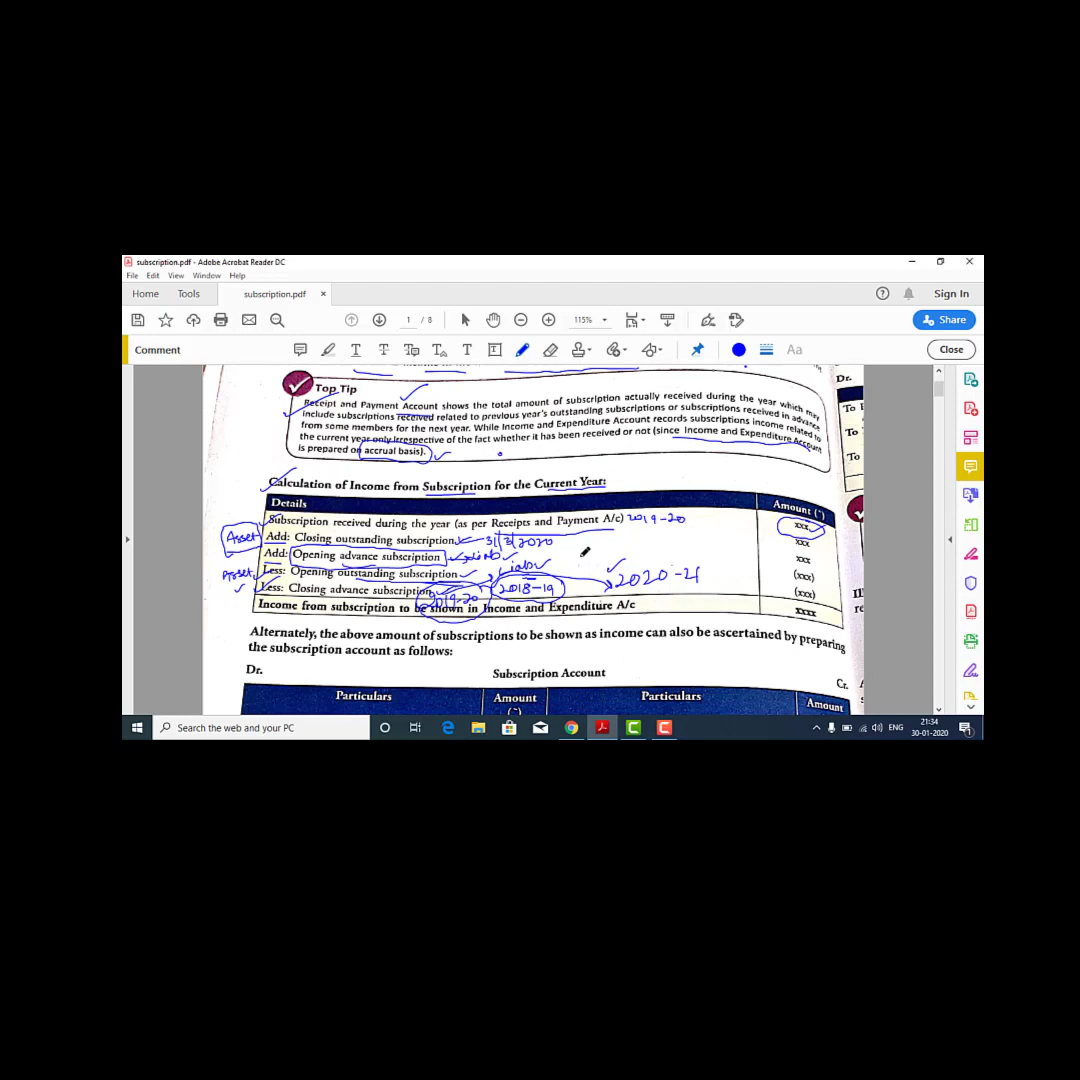 subscription.pdf - Adobe Acrobat Reader DC
File Edit View Window Help
Home Tools subscription.pdf × Sign In
1 / 8 115% Share
Comment Close
Top Tip
Receipt and Payment Account shows the total amount of subscription actually received during the year which may
include subscriptions received related to previous year's outstanding subscriptions or subscriptions received in advance
from some members for the next year. While Income and Expenditure Account records subscriptions income related to
the current year only irrespective of the fact whether it has been received or not (since Income and Expenditure Account
is prepared on accrual basis).
Dr.
To
To
To
Calculation of Income from Subscription for the Current Year:
Details Amount (`)
Subscription received during the year (as per Receipts and Payment A/c) 2019-20 xxx
Asset Add: Closing outstanding subscription 31/3/2020 xxx
Add: Opening advance subscription xxx
Asset Less: Opening outstanding subscription Liab (xxx)
Less: Closing advance subscription 2019-20 2018-19 2020-21 (xxx)
Income from subscription to be shown in Income and Expenditure A/c xxxx
Alternately, the above amount of subscriptions to be shown as income can also be ascertained by preparing
the subscription account as follows:
Dr. Subscription Account Cr.
Particulars Amount (`) Particulars Amount
Search the web and your PC ENG 21:34
30-01-2020